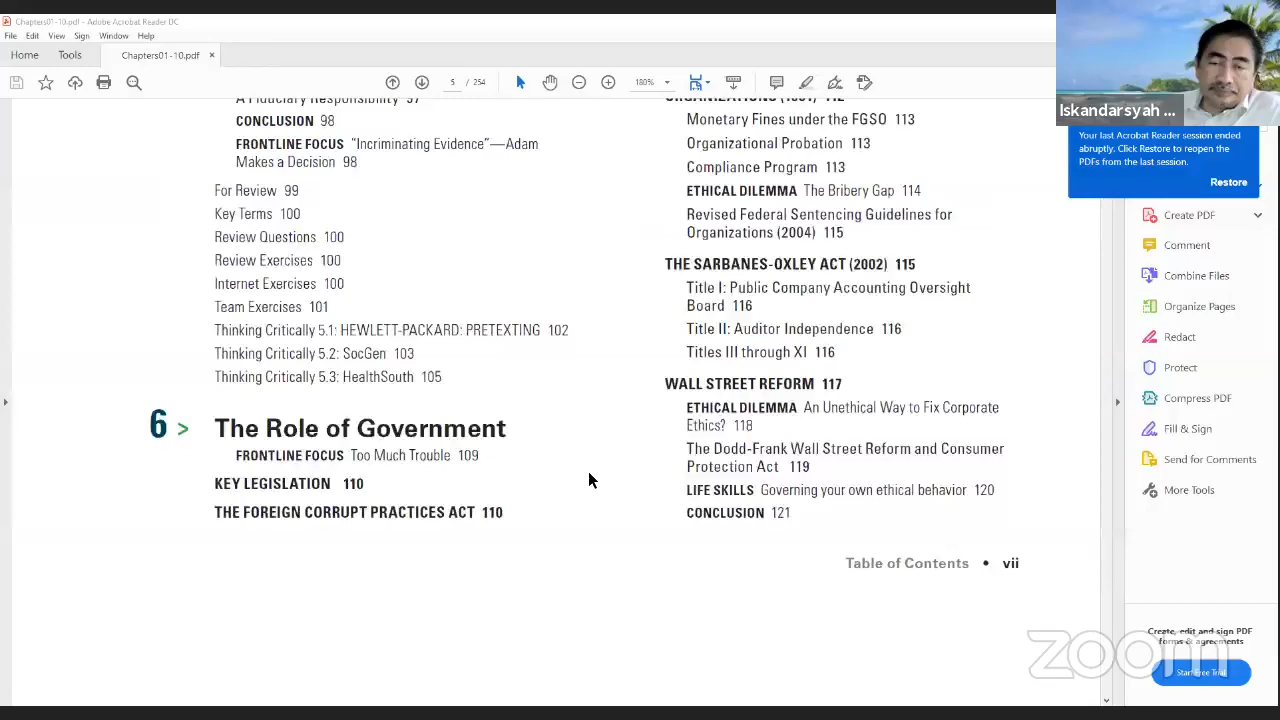 Chapters01-10.pdf - Adobe Acrobat Reader DC
File Edit View Sign Window Help
Home Tools Chapters01-10.pdf ×
5 / 254 180%
A Fiduciary Responsibility 97
CONCLUSION 98
FRONTLINE FOCUS “Incriminating Evidence”—Adam
Makes a Decision 98
For Review 99
Key Terms 100
Review Questions 100
Review Exercises 100
Internet Exercises 100
Team Exercises 101
Thinking Critically 5.1: HEWLETT-PACKARD: PRETEXTING 102
Thinking Critically 5.2: SocGen 103
Thinking Critically 5.3: HealthSouth 105
6 > The Role of Government
FRONTLINE FOCUS Too Much Trouble 109
KEY LEGISLATION 110
THE FOREIGN CORRUPT PRACTICES ACT 110
ORGANIZATIONS (1991) 112
Monetary Fines under the FGSO 113
Organizational Probation 113
Compliance Program 113
ETHICAL DILEMMA The Bribery Gap 114
Revised Federal Sentencing Guidelines for
Organizations (2004) 115
THE SARBANES-OXLEY ACT (2002) 115
Title I: Public Company Accounting Oversight
Board 116
Title II: Auditor Independence 116
Titles III through XI 116
WALL STREET REFORM 117
ETHICAL DILEMMA An Unethical Way to Fix Corporate
Ethics? 118
The Dodd-Frank Wall Street Reform and Consumer
Protection Act 119
LIFE SKILLS Governing your own ethical behavior 120
CONCLUSION 121
Table of Contents • vii
Iskandarsyah ...
Your last Acrobat Reader session ended
abruptly. Click Restore to reopen the
PDFs from the last session.
Restore
Create PDF
Comment
Combine Files
Organize Pages
Redact
Protect
Compress PDF
Fill & Sign
Send for Comments
More Tools
Create, edit and sign PDF
forms & agreements
Start Free Trial
zoom